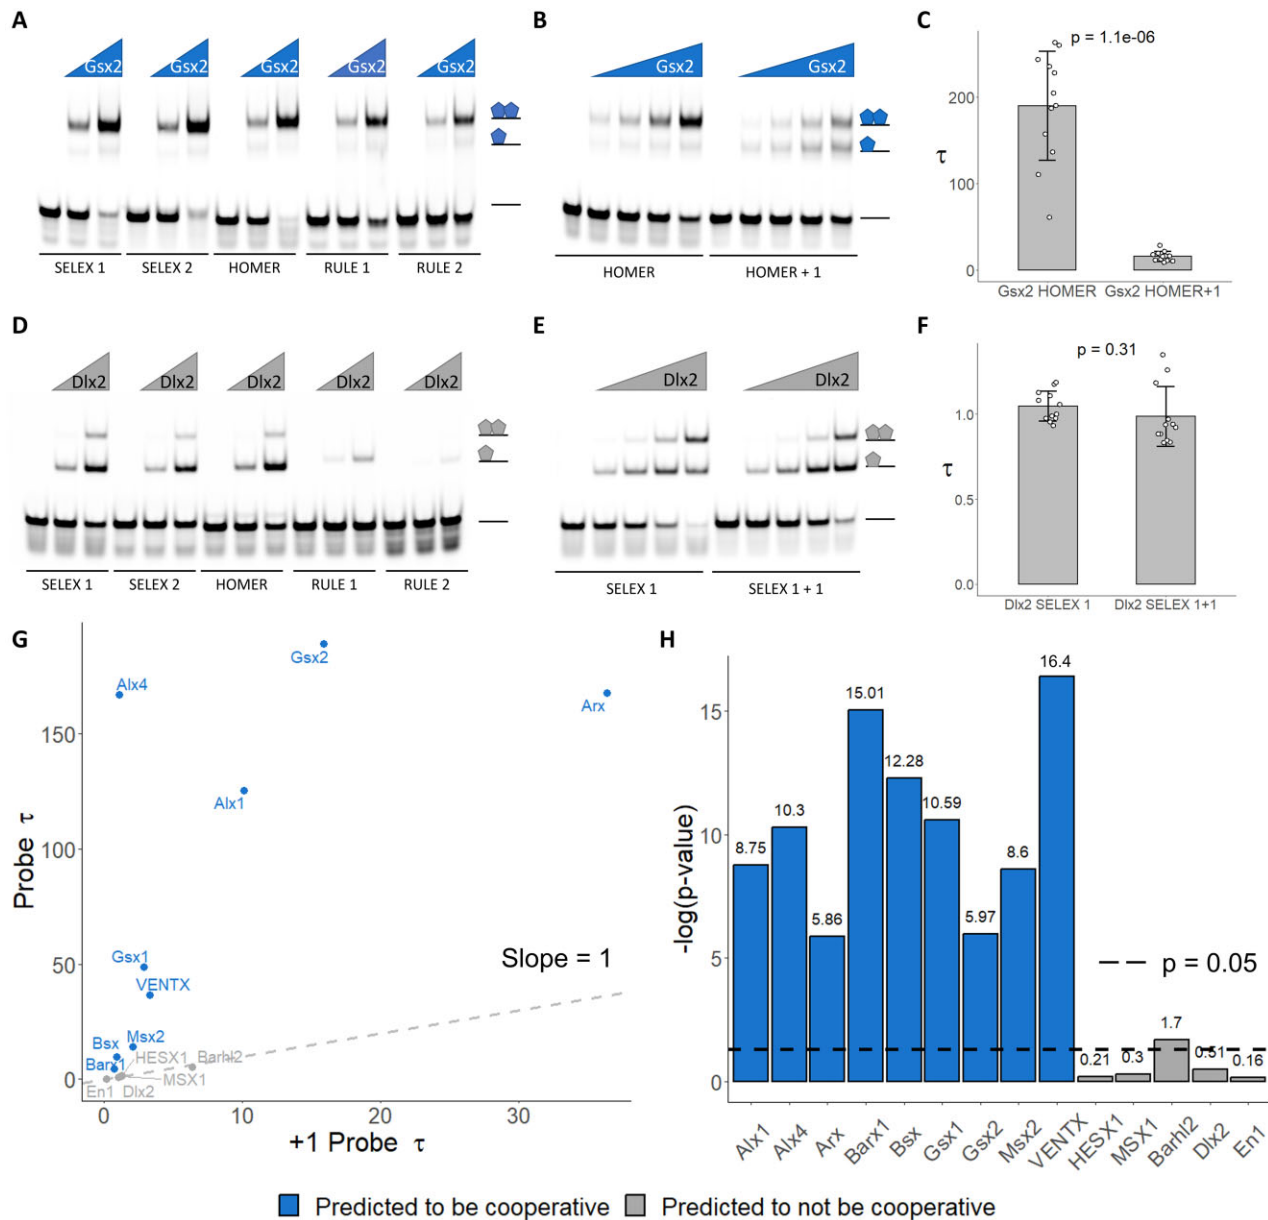 A
Gsx2 Gsx2 Gsx2 Gsx2 Gsx2
SELEX 1 SELEX 2 HOMER RULE 1 RULE 2
B
Gsx2 Gsx2
HOMER HOMER + 1
C
p = 1.1e-06
200
100
0
τ
Gsx2 HOMER Gsx2 HOMER+1
D
Dlx2 Dlx2 Dlx2 Dlx2 Dlx2
SELEX 1 SELEX 2 HOMER RULE 1 RULE 2
E
Dlx2 Dlx2
SELEX 1 SELEX 1 + 1
F
p = 0.31
1.0
0.5
0.0
τ
Dlx2 SELEX 1 Dlx2 SELEX 1+1
G
Probe τ
150
100
50
0
Gsx2
Alx4
Arx
Alx1
Slope = 1
Gsx1
VENTX
Bsx Msx2
HESX1 Barhl2
Barx1
MSX1
En1 Dlx2
0 10 20 30
+1 Probe τ
H
-log(p-value)
15
10
5
0
8.75 10.3 5.86 15.01 12.28 10.59 5.97 8.6 16.4 0.21 0.3 1.7 0.51 0.16
p = 0.05
Alx1 Alx4 Arx Barx1 Bsx Gsx1 Gsx2 Msx2 VENTX HESX1 MSX1 Barhl2 Dlx2 En1
Predicted to be cooperative Predicted to not be cooperative